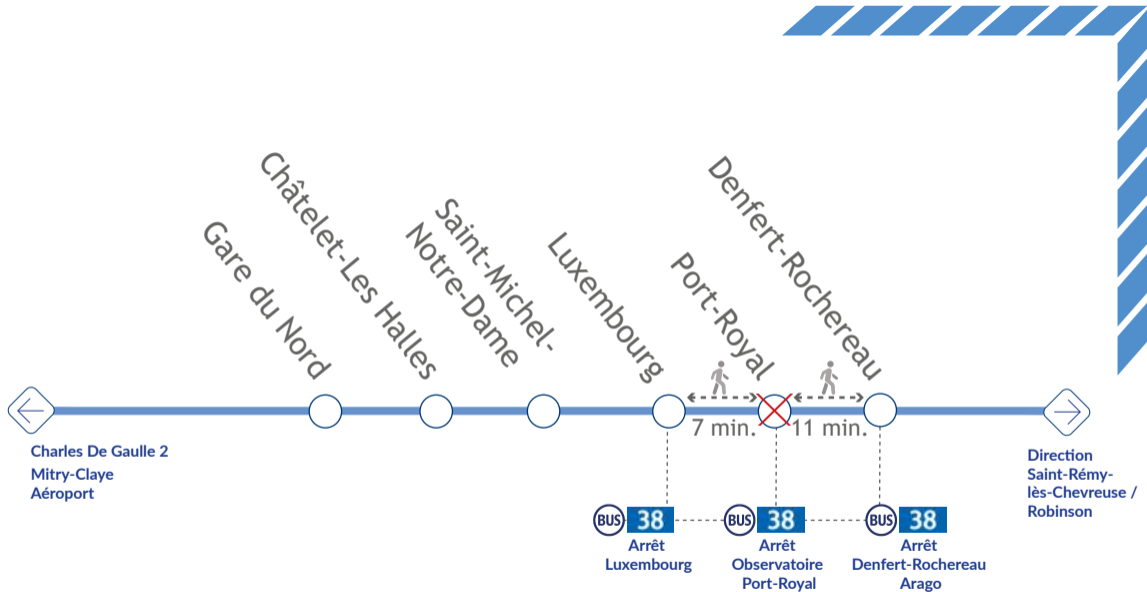 Gare du Nord
Châtelet-Les Halles
Saint-Michel-
Notre-Dame
Luxembourg
Port-Royal
Denfert-Rochereau
7 min.
11 min.
Charles De Gaulle 2
Mitry-Claye
Aéroport
Direction
Saint-Rémy-
lès-Chevreuse /
Robinson
BUS 38
Arrêt
Luxembourg
BUS 38
Arrêt
Observatoire
Port-Royal
BUS 38
Arrêt
Denfert-Rochereau
Arago